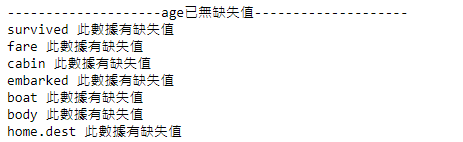 --------------------age已無缺失值--------------------
survived 此數據有缺失值
fare 此數據有缺失值
cabin 此數據有缺失值
embarked 此數據有缺失值
boat 此數據有缺失值
body 此數據有缺失值
home.dest 此數據有缺失值